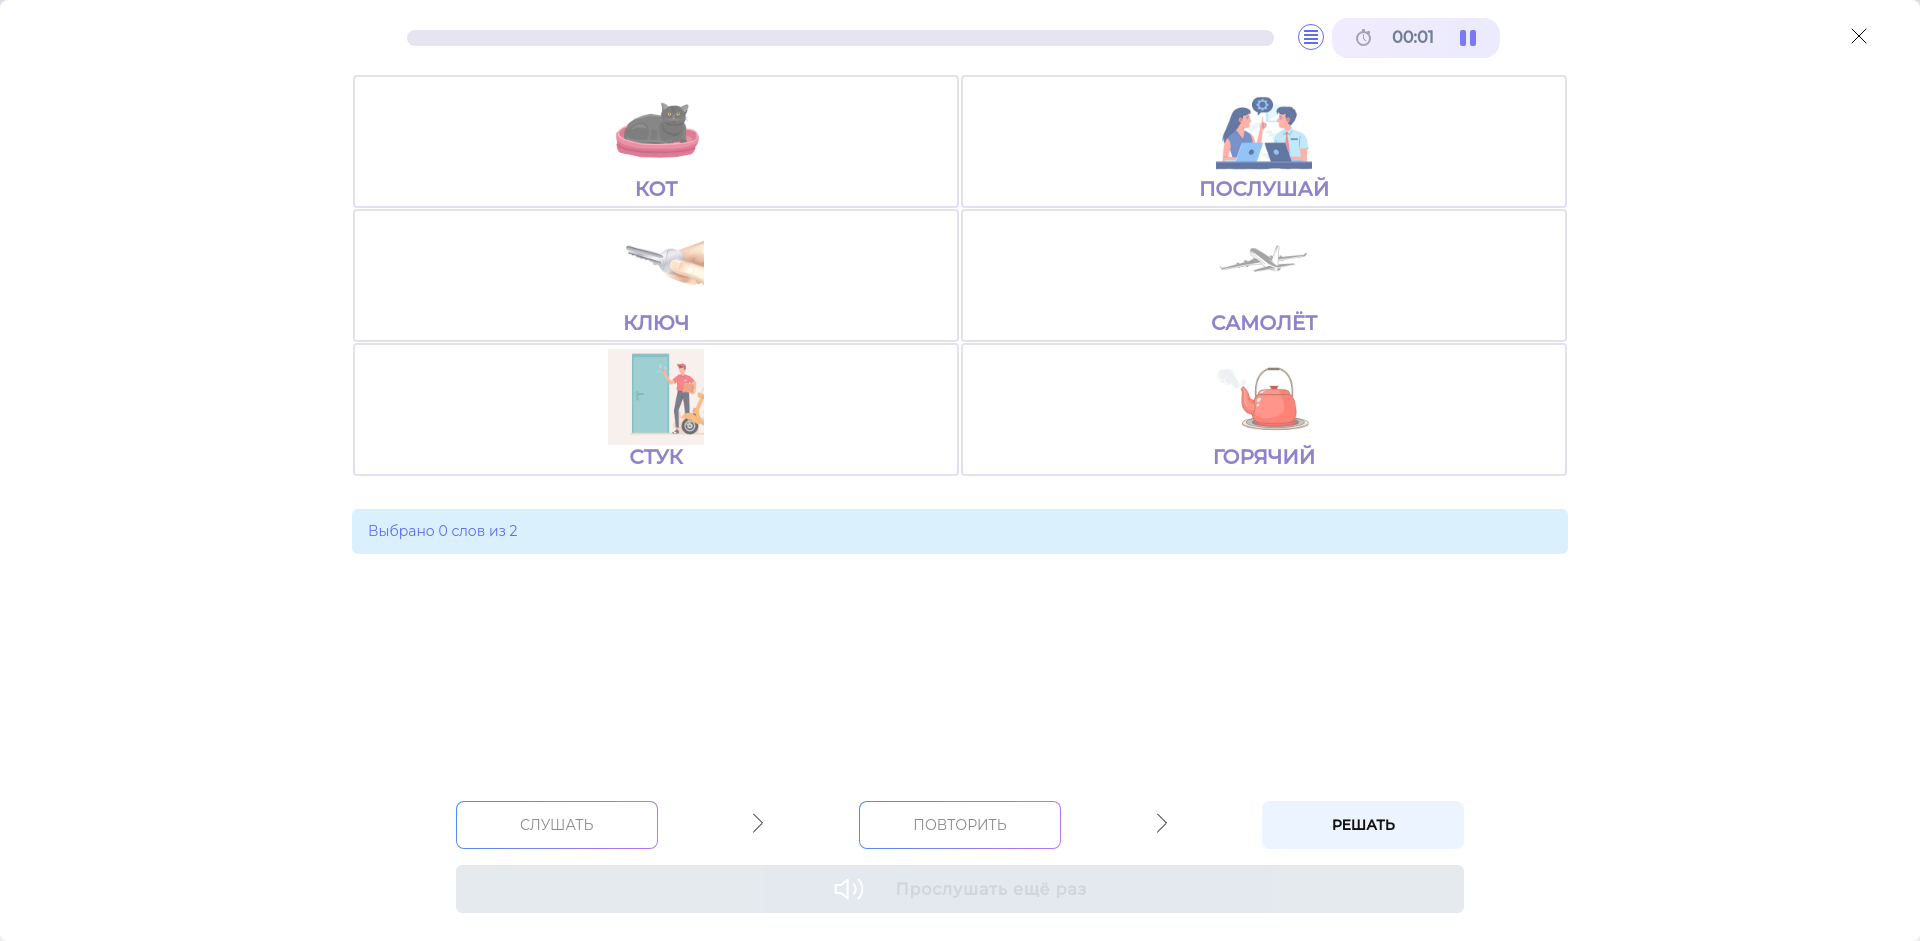 00:01
КОТ
ПОСЛУШАЙ
КЛЮЧ
САМОЛЁТ
СТУК
ГОРЯЧИЙ
Выбрано 0 слов из 2
СЛУШАТЬ
ПОВТОРИТЬ
РЕШАТЬ
Прослушать ещё раз